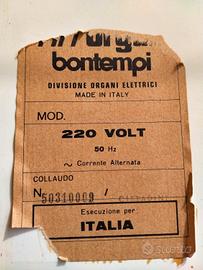 bontempi
DIVISIONE ORGANI ELETTRICI
MADE IN ITALY
MOD.
220 VOLT
50 Hz
~ Corrente Alternata
COLLAUDO
N. 50310009 /
Esecuzione per:
ITALIA